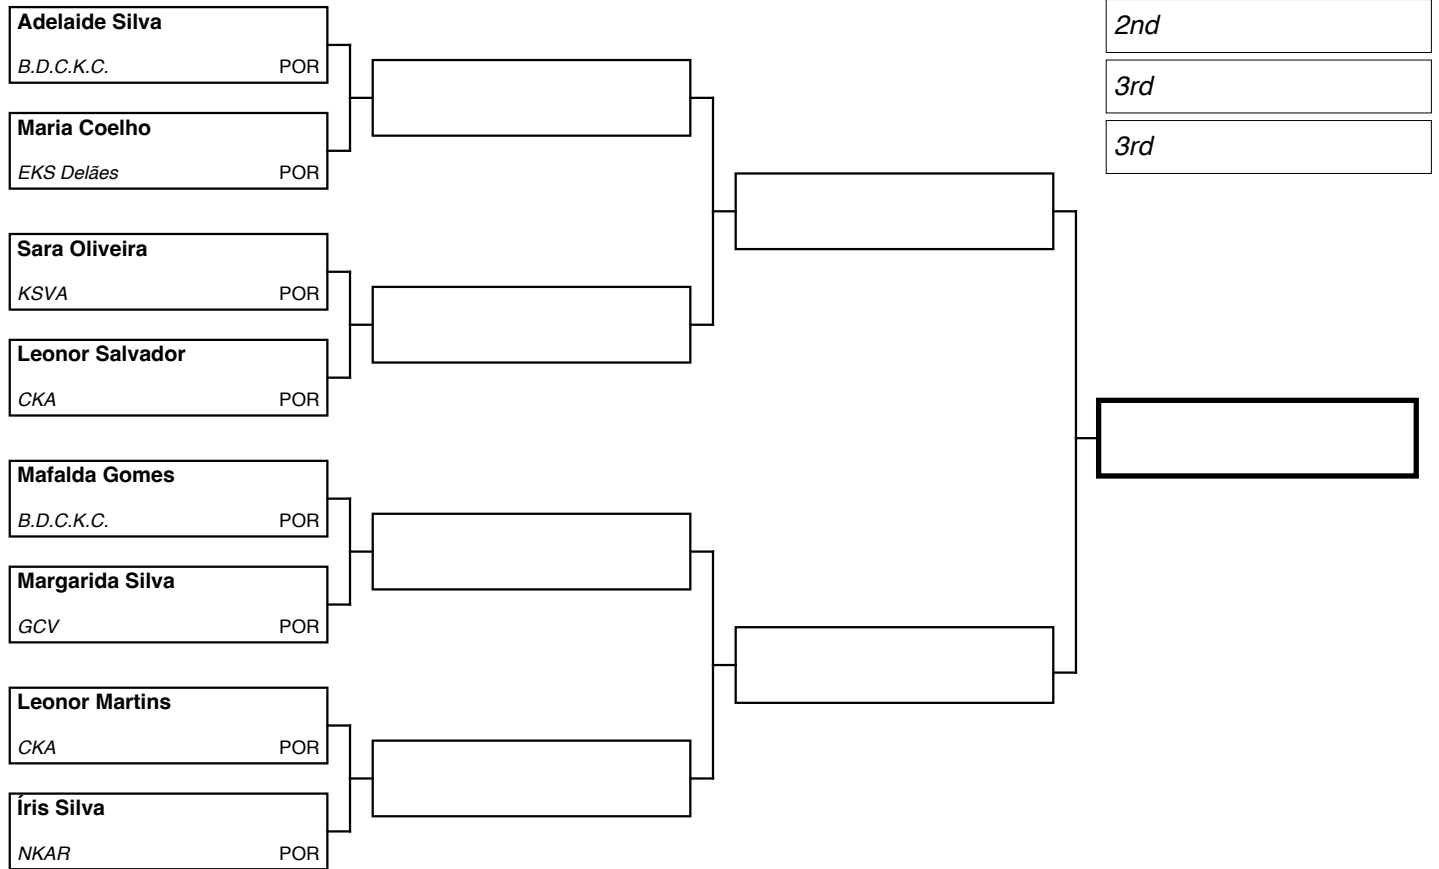 Adelaide Silva
B.D.C.K.C. POR
Maria Coelho
EKS Delães POR
Sara Oliveira
KSVA POR
Leonor Salvador
CKA POR
Mafalda Gomes
B.D.C.K.C. POR
Margarida Silva
GCV POR
Leonor Martins
CKA POR
Íris Silva
NKAR POR
2nd
3rd
3rd